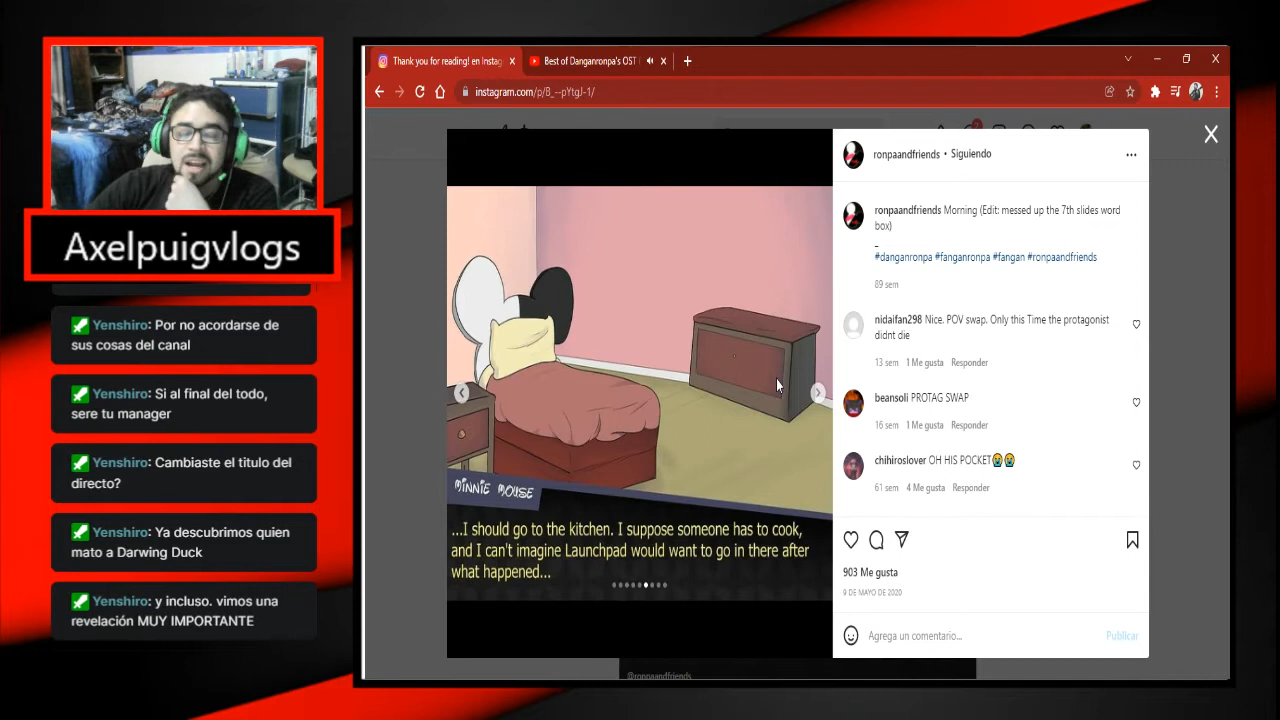 Axelpuigvlogs
Yenshiro: Por no acordarse de
sus cosas del canal
Yenshiro: Si al final del todo,
sere tu manager
Yenshiro: Cambiaste el titulo del
directo?
Yenshiro: Ya descubrimos quien
mato a Darwing Duck
Yenshiro: y incluso. vimos una
revelación MUY IMPORTANTE
Thank you for reading! en Instag
Best of Danganronpa's OST
instagram.com/p/B_--pYtgJ-1/
MINNIE MOUSE
...I should go to the kitchen. I suppose someone has to cook,
and I can't imagine Launchpad would want to go in there after
what happened...
ronpaandfriends • Siguiendo
ronpaandfriends Morning (Edit: messed up the 7th slides word
box)
_
#danganronpa #fanganronpa #fangan #ronpaandfriends
89 sem
nidaifan298 Nice. POV swap. Only this Time the protagonist
didnt die
13 sem 1 Me gusta Responder
beansoli PROTAG SWAP
16 sem 1 Me gusta Responder
chihiroslover OH HIS POCKET😭😭
61 sem 4 Me gusta Responder
903 Me gusta
9 DE MAYO DE 2020
Agrega un comentario...
Publicar
@ronpaandfriends